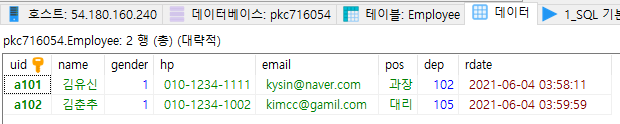 호스트: 54.180.160.240 데이터베이스: pkc716054 테이블: Employee 데이터 1_SQL 기본
pkc716054.Employee: 2 행 (총) (대략적)
uid name gender hp email pos dep rdate
a101 김유신 1 010-1234-1111 kysin@naver.com 과장 102 2021-06-04 03:58:11
a102 김춘추 1 010-1234-1002 kimcc@gamil.com 대리 105 2021-06-04 03:59:59